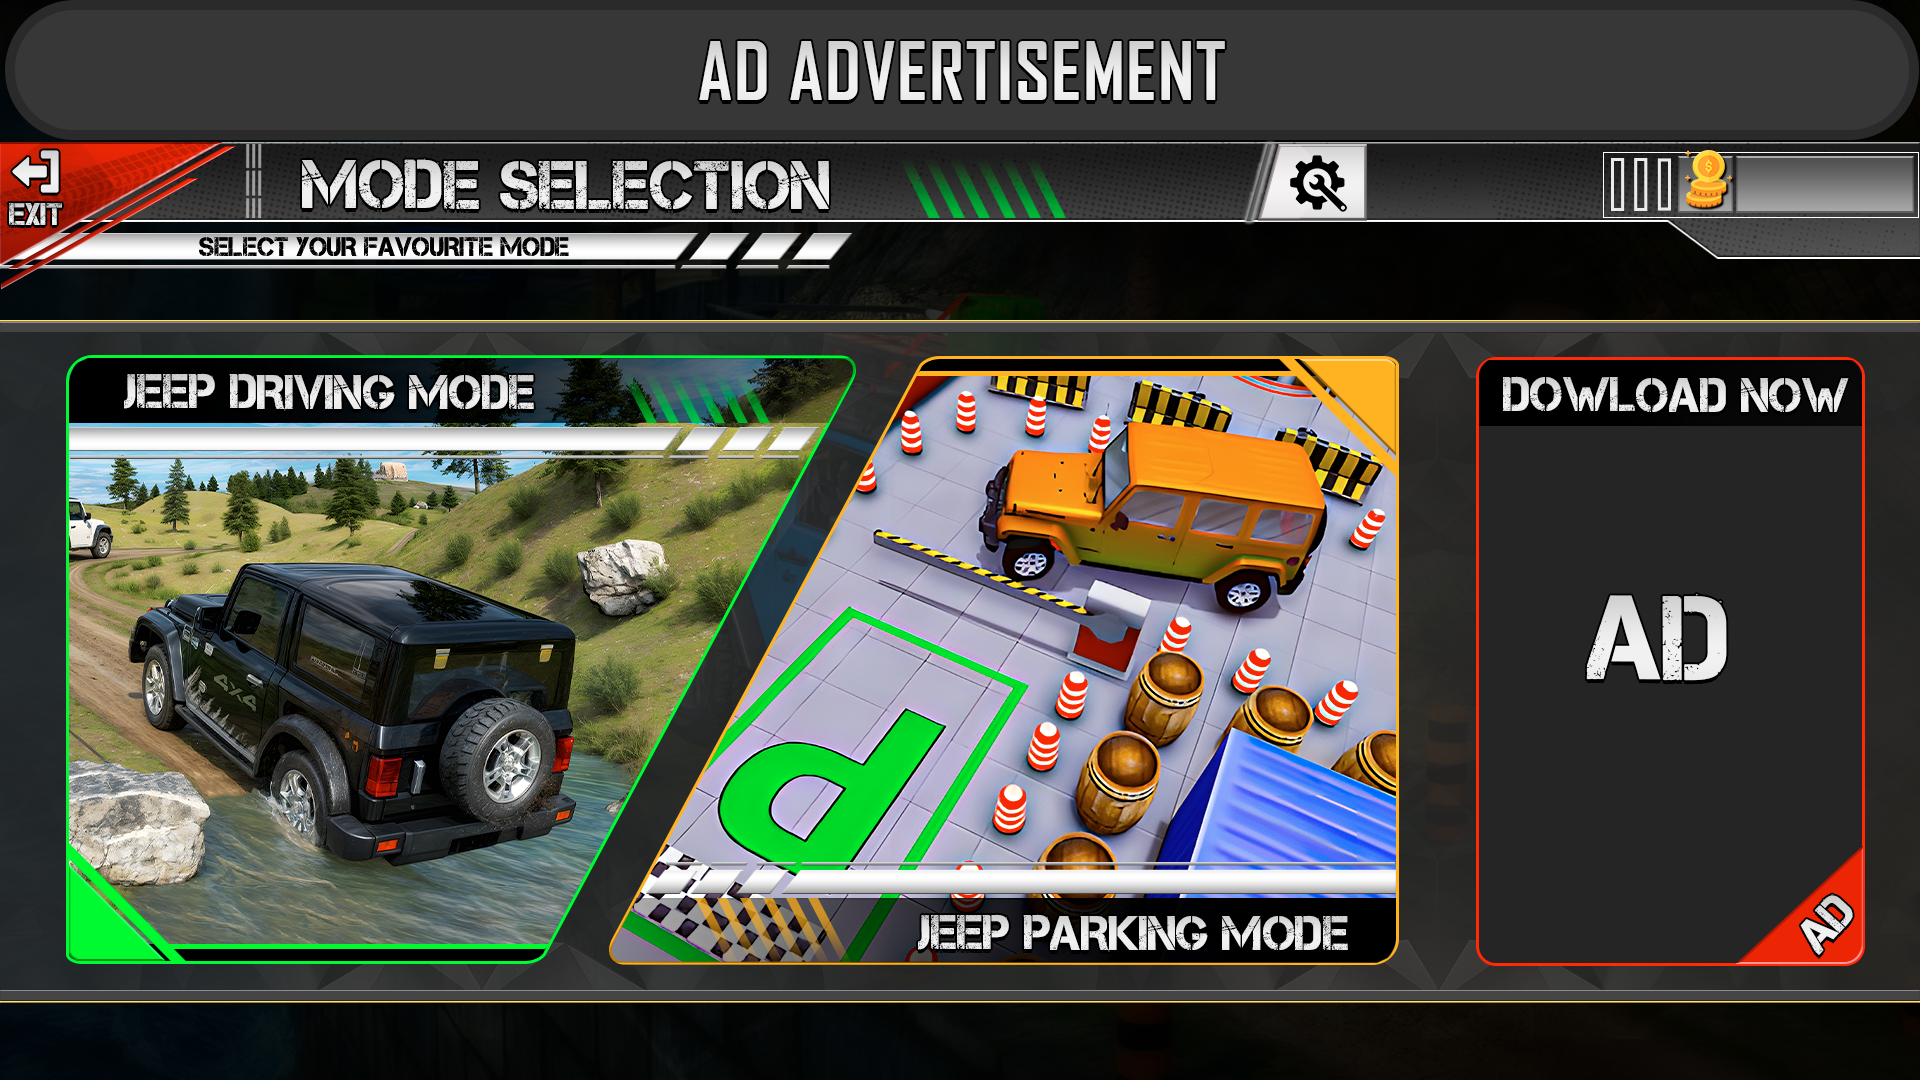 AD ADVERTISEMENT
EXIT
MODE SELECTION
SELECT YOUR FAVOURITE MODE
JEEP DRIVING MODE
4X4
P
JEEP PARKING MODE
DOWLOAD NOW
AD
AD